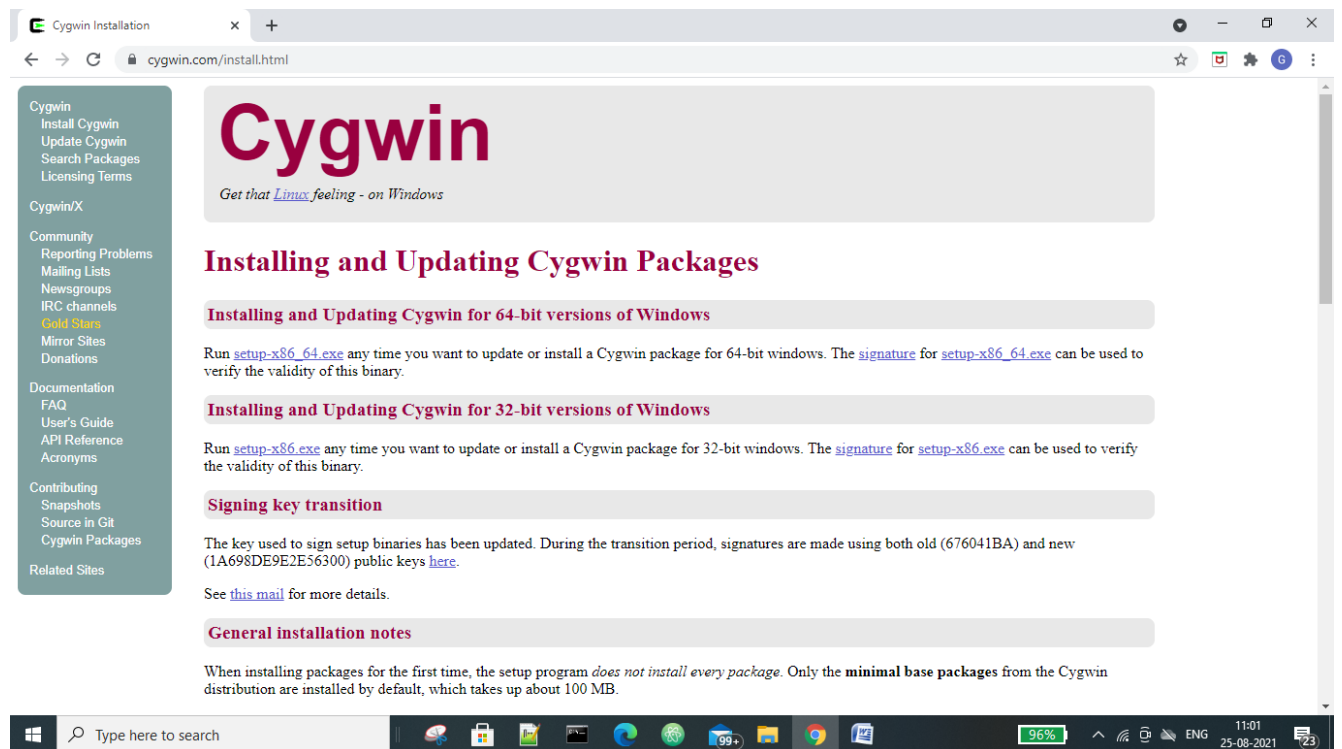 Cygwin Installation
cygwin.com/install.html
G
Cygwin
Install Cygwin
Update Cygwin
Search Packages
Licensing Terms
Cygwin/X
Community
Reporting Problems
Mailing Lists
Newsgroups
IRC channels
Gold Stars
Mirror Sites
Donations
Documentation
FAQ
User's Guide
API Reference
Acronyms
Contributing
Snapshots
Source in Git
Cygwin Packages
Related Sites
Cygwin
Get that Linux feeling - on Windows
Installing and Updating Cygwin Packages
Installing and Updating Cygwin for 64-bit versions of Windows
Run setup-x86_64.exe any time you want to update or install a Cygwin package for 64-bit windows. The signature for setup-x86_64.exe can be used to
verify the validity of this binary.
Installing and Updating Cygwin for 32-bit versions of Windows
Run setup-x86.exe any time you want to update or install a Cygwin package for 32-bit windows. The signature for setup-x86.exe can be used to verify
the validity of this binary.
Signing key transition
The key used to sign setup binaries has been updated. During the transition period, signatures are made using both old (676041BA) and new
(1A698DE9E2E56300) public keys here.
See this mail for more details.
General installation notes
When installing packages for the first time, the setup program does not install every package. Only the minimal base packages from the Cygwin
distribution are installed by default, which takes up about 100 MB.
Type here to search
99+
96%
ENG
11:01
25-08-2021
23